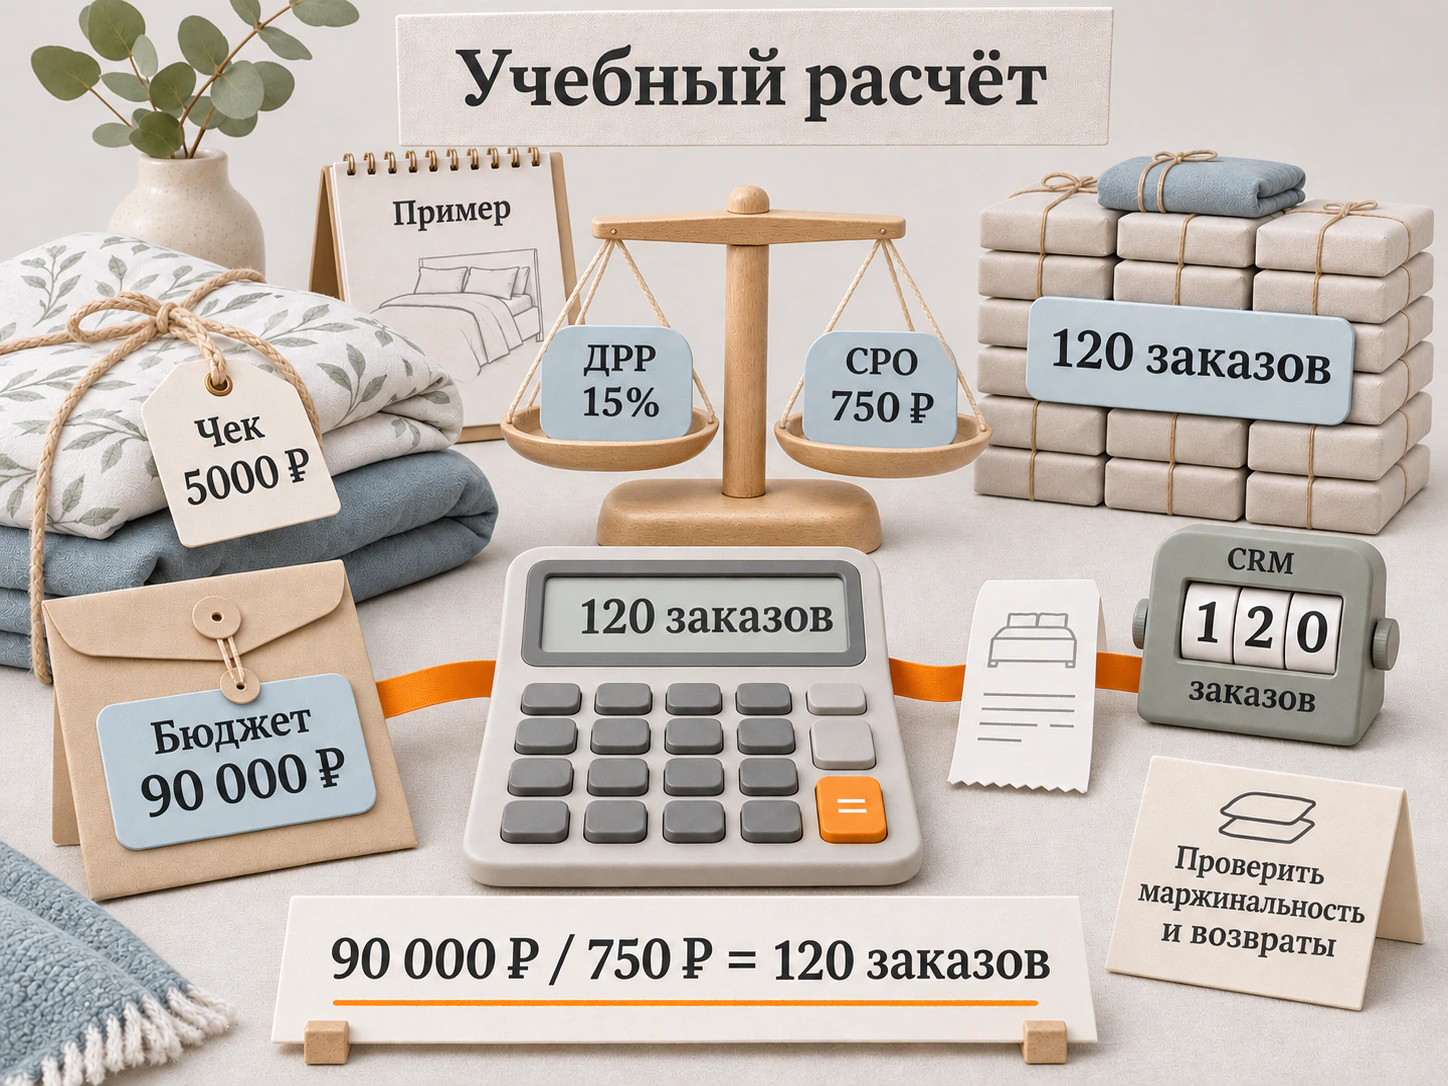 Учебный расчёт
Пример
ДРР
15%
CPO
750 ₽
120 заказов
Чек
5000 ₽
120 заказов
CRM
120
заказов
Бюджет
90 000 ₽
=
Проверить
маржинальность
и возвраты
90 000 ₽ / 750 ₽ = 120 заказов